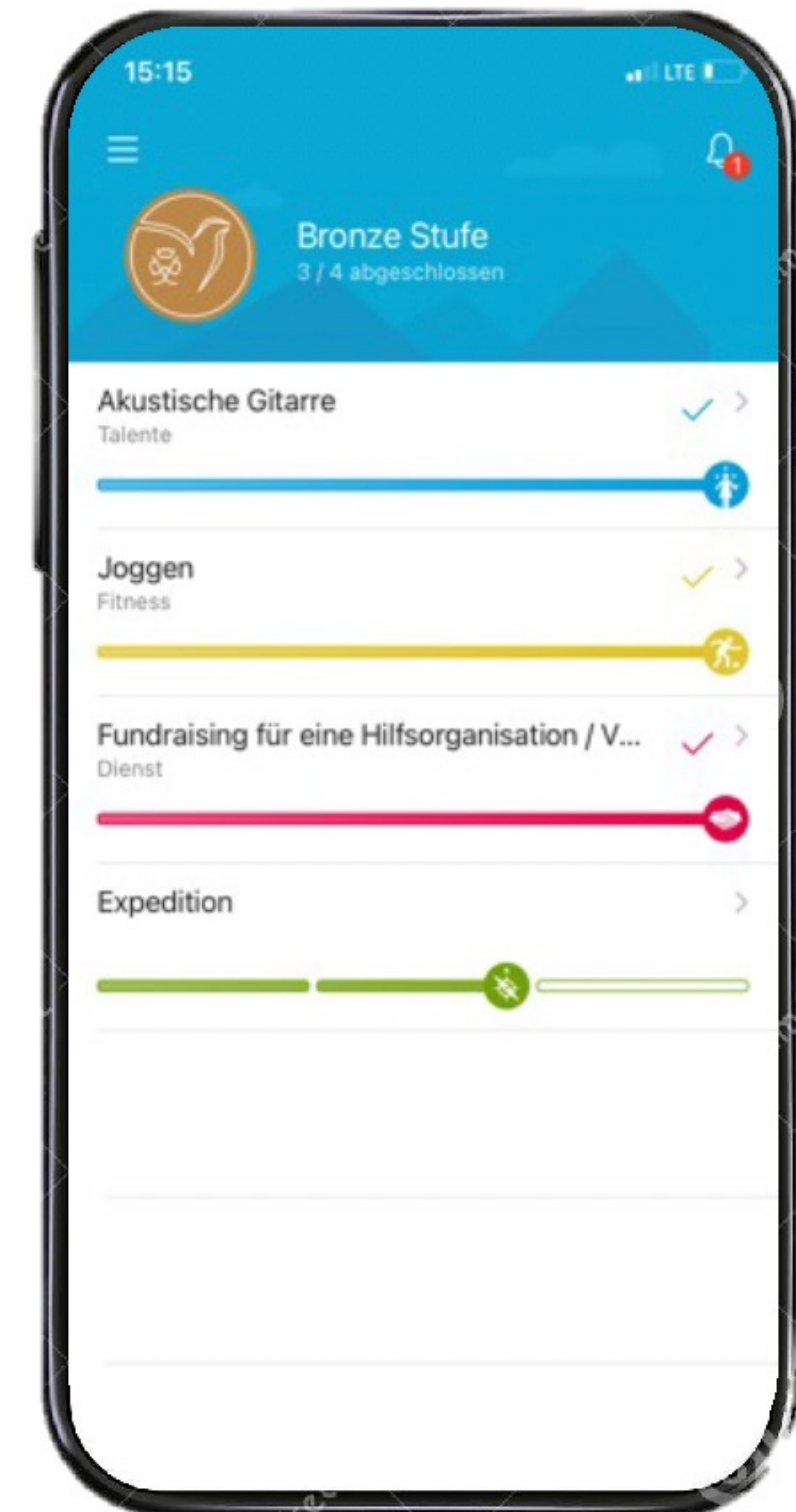 15:15
LTE
1
Bronze Stufe
3 / 4 abgeschlossen
Akustische Gitarre
Talente
Joggen
Fitness
Fundraising für eine Hilfsorganisation / V...
Dienst
Expedition